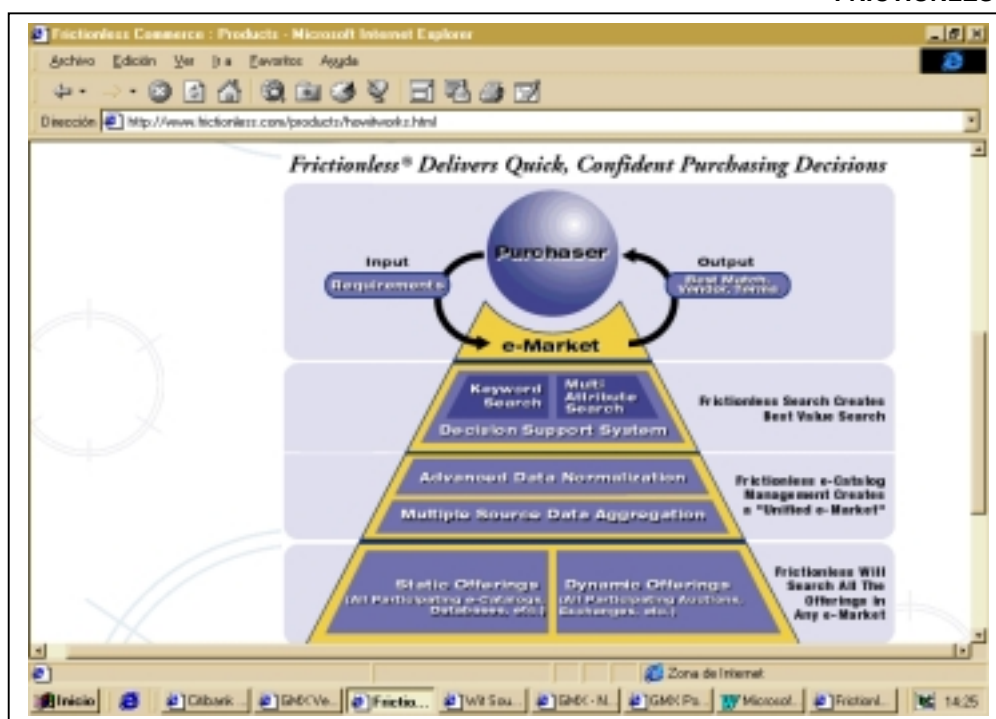 Frictionless Commerce : Products - Microsoft Internet Explorer
Archivo Edición Ver Ir a Favoritos Ayuda
Dirección http://www.frictionless.com/products/howitworks.html
Frictionless® Delivers Quick, Confident Purchasing Decisions
Purchaser
Input
Requirements
Output
Best Match,
Vendor, Terms
e-Market
Keyword
Search
Multi
Attribute
Search
Decision Support System
Frictionless Search Creates
Best Value Search
Advanced Data Normalization
Multiple Source Data Aggregation
Frictionless e-Catalog
Management Creates
a "Unified e-Market"
Static Offerings
(All Participating e-Catalogs,
Databases, etc.)
Dynamic Offerings
(All Participating Auctions,
Exchanges, etc.)
Frictionless Will
Search All The
Offerings In
Any e-Market
Zona de Internet
Inicio Citibank ... GMX Ve... Frictio... Wit Sou... GMX - N... GMX Pa... Microsof... Frictionl... 14:25